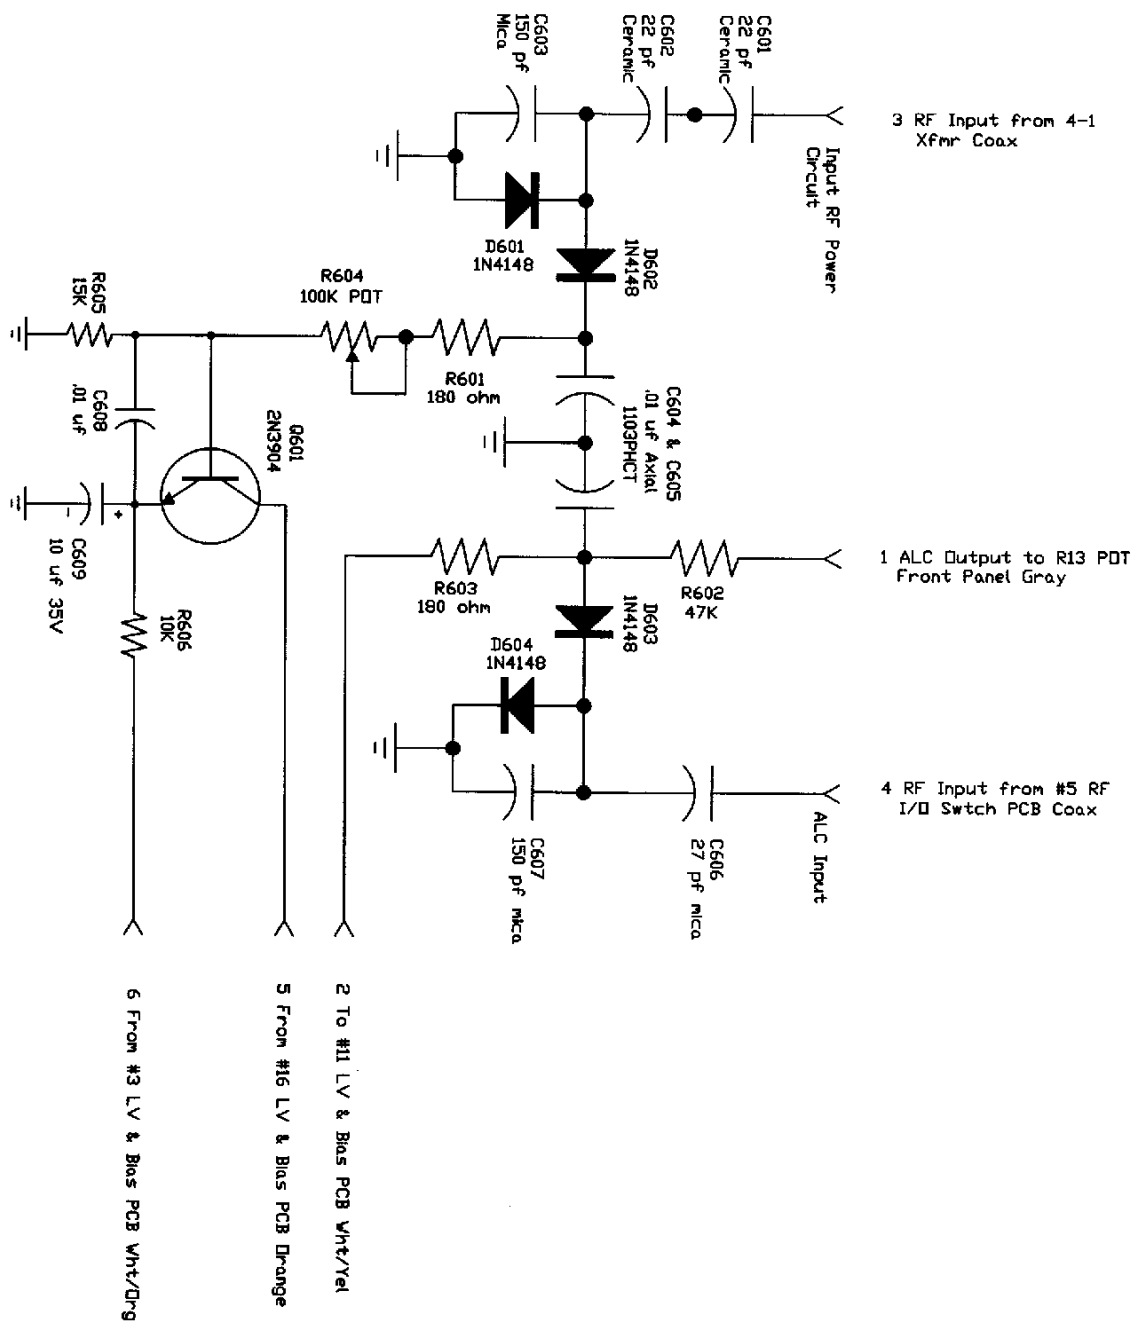 C603
150 pf
Mica
C602
22 pf
Ceramic
C601
22 pf
Ceramic
3 RF Input from 4-1
Xfmr Coax
Input RF Power
Circuit
D601
1N4148
D602
1N4148
R605
15K
R604
100K POT
R601
180 ohm
C608
.01 uf
Q601
2N3904
C604 & C605
.01 uf Axial
1103PHCT
-
+
C609
10 uf 35V
R603
180 ohm
R602
47K
1 ALC Output to R13 POT
Front Panel Gray
R606
10K
D603
1N4148
D604
1N4148
C607
150 pf mica
C606
27 pf mica
ALC Input
4 RF Input from #5 RF
I/O Swtch PCB Coax
6 From #3 LV & Bias PCB Wht/Org
5 From #16 LV & Bias PCB Orange
2 To #11 LV & Bias PCB Wht/Yel